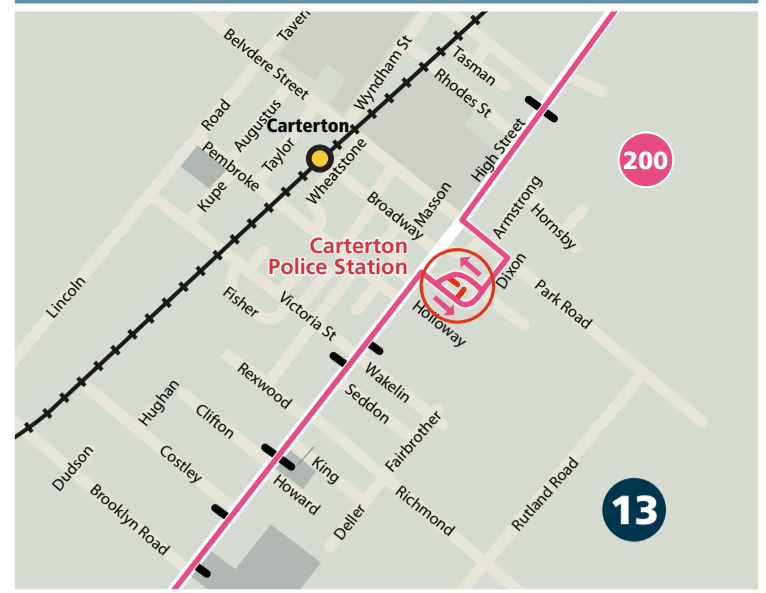 Tavern
Belvdere Street
Wyndham St
Tasman
Rhodes St
Road
Augustus
Carterton
Taylor
Pembroke
Kupe
Wheatstone
High Street
200
Broadway
Masson
Armstrong
Hornsby
Carterton
Police Station
Dixon
Park Road
Lincoln
Fisher
Victoria St
Holloway
Rexwood
Wakelin
Seddon
Hughan
Clifton
Fairbrother
Costley
King
Howard
Dudson
Brooklyn Road
Deller
Richmond
Rutland Road
13